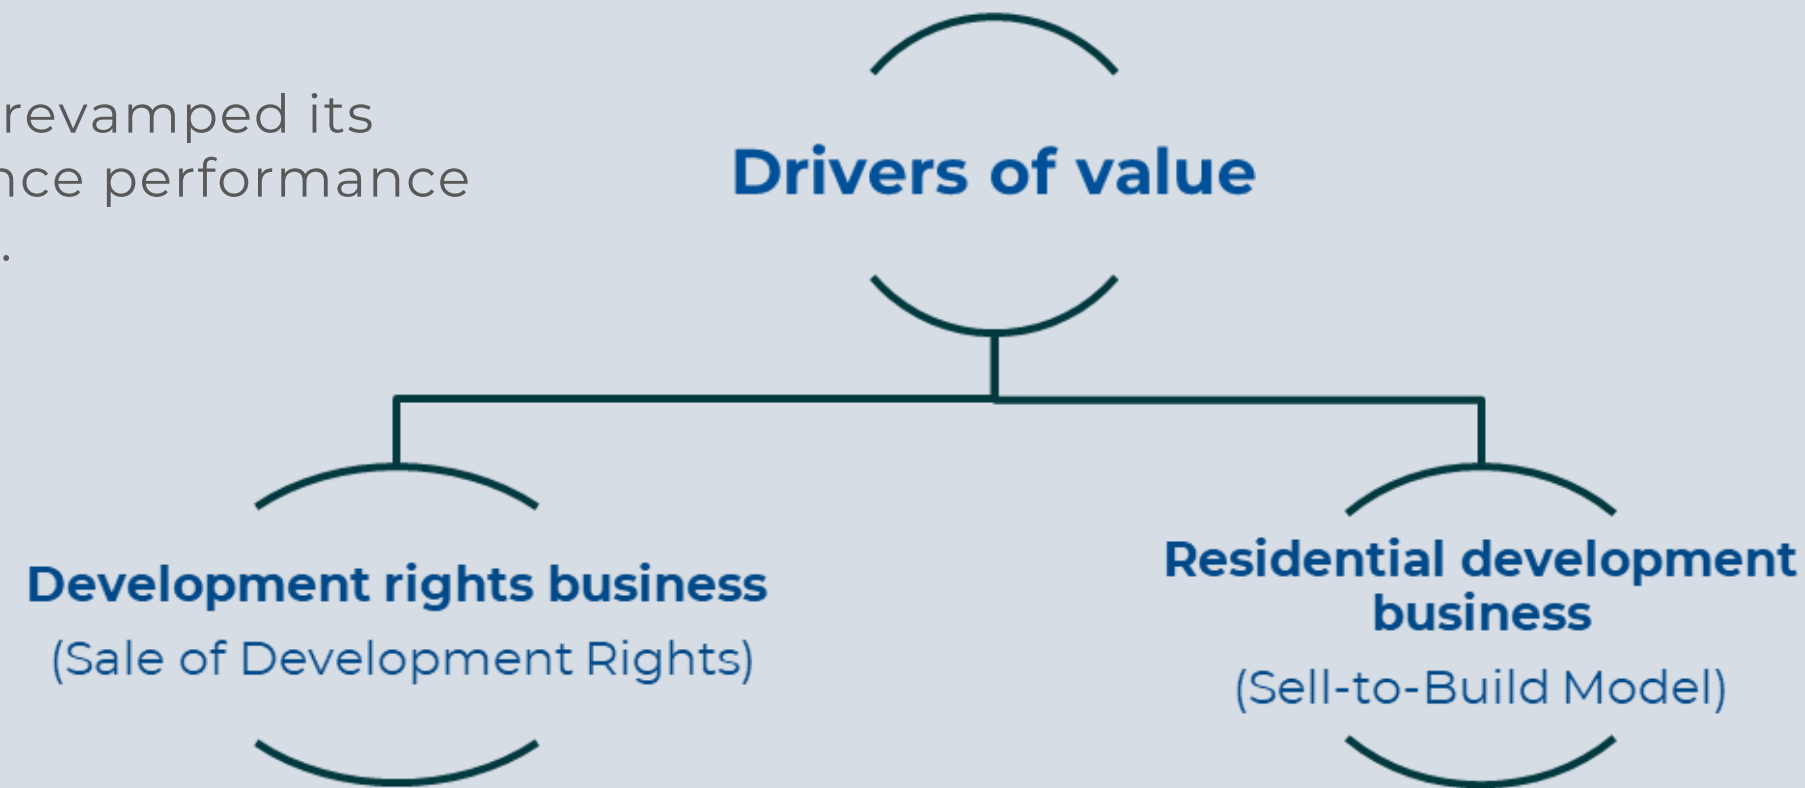 revamped its
nce performance
.
Drivers of value
Development rights business
(Sale of Development Rights)
Residential development
business
(Sell-to-Build Model)